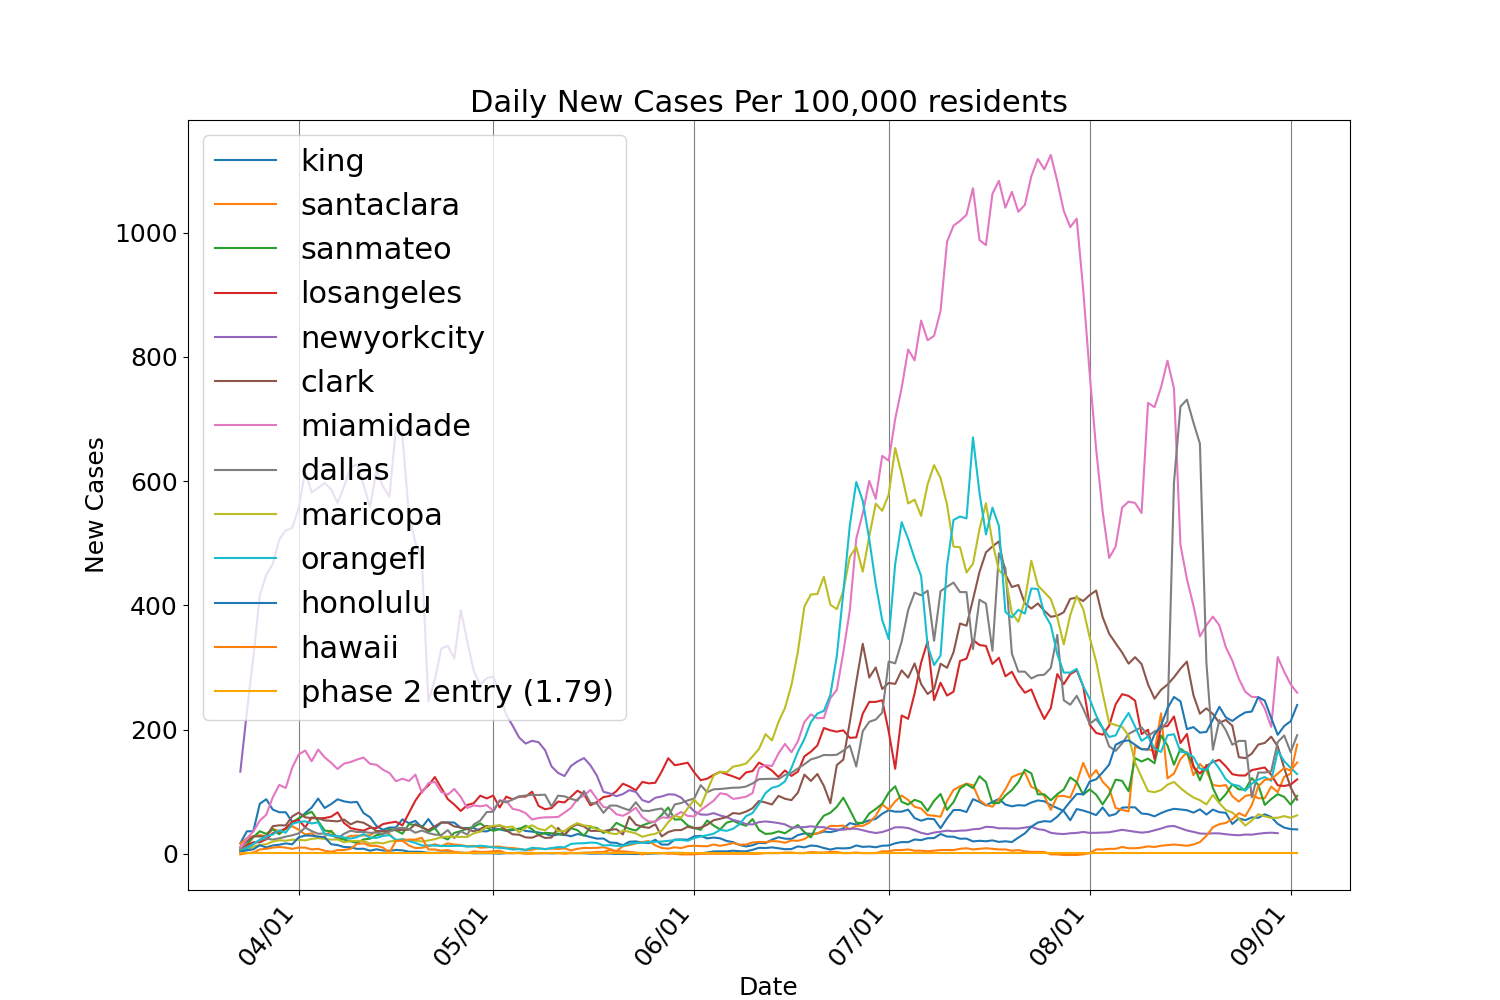 Daily New Cases Per 100,000 residents
king
santaclara
sanmateo
losangeles
newyorkcity
clark
miamidade
dallas
maricopa
orangefl
honolulu
hawaii
phase 2 entry (1.79)
New Cases
1000
800
600
400
200
0
04/01
05/01
06/01
07/01
08/01
09/01
Date